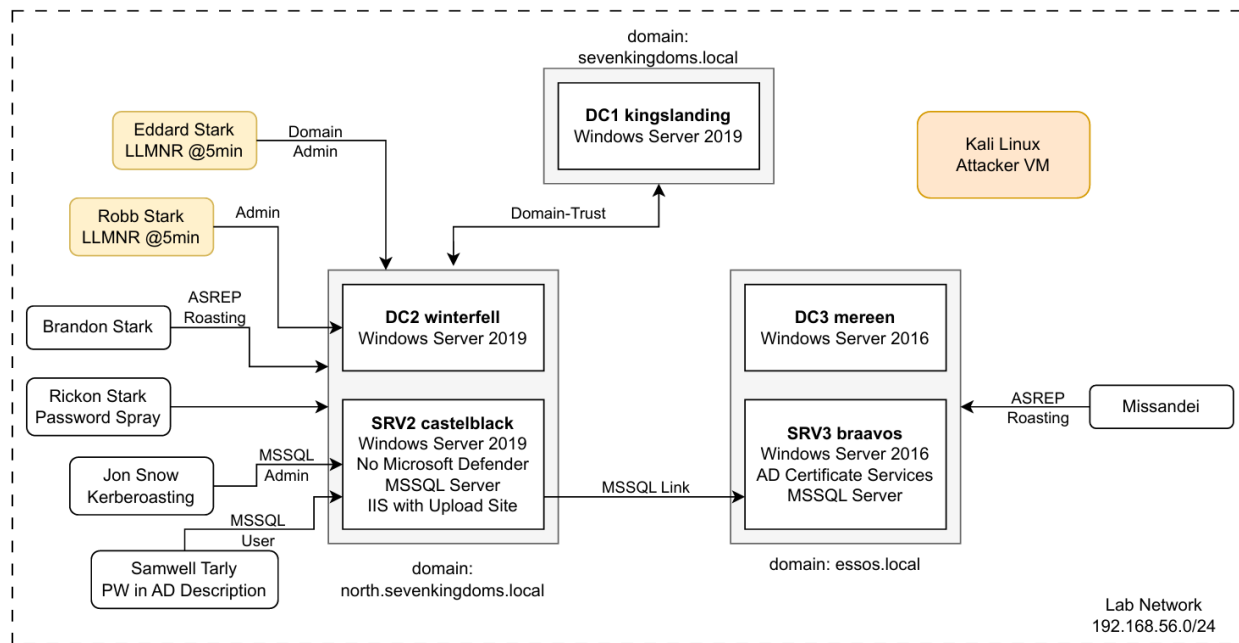 domain:
sevenkingdoms.local
DC1 kingslanding
Windows Server 2019
Kali Linux
Attacker VM
Eddard Stark
LLMNR @5min
Domain
Admin
Robb Stark
LLMNR @5min
Admin
Domain-Trust
Brandon Stark
ASREP
Roasting
DC2 winterfell
Windows Server 2019
DC3 mereen
Windows Server 2016
Rickon Stark
Password Spray
SRV2 castelblack
Windows Server 2019
No Microsoft Defender
MSSQL Server
IIS with Upload Site
MSSQL Link
SRV3 braavos
Windows Server 2016
AD Certificate Services
MSSQL Server
ASREP
Roasting
Missandei
Jon Snow
Kerberoasting
MSSQL
Admin
MSSQL
User
Samwell Tarly
PW in AD Description
domain:
north.sevenkingdoms.local
domain: essos.local
Lab Network
192.168.56.0/24